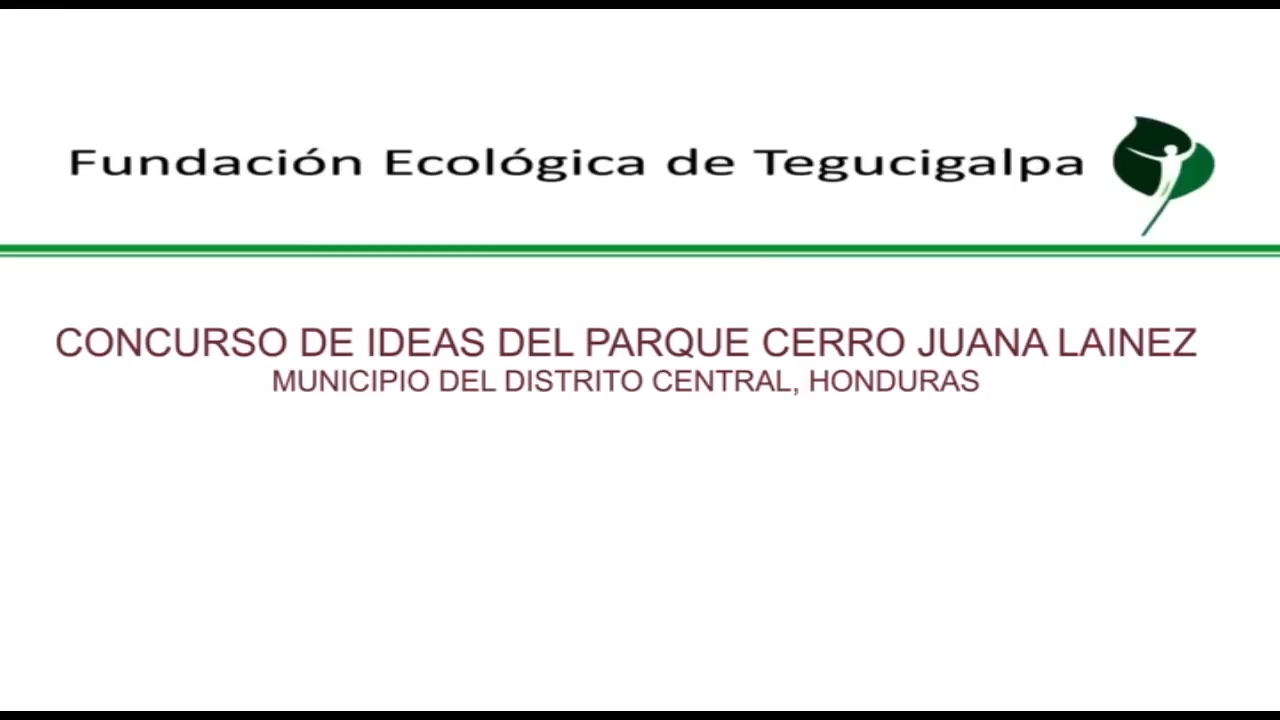 Fundación Ecológica de Tegucigalpa
CONCURSO DE IDEAS DEL PARQUE CERRO JUANA LAINEZ
MUNICIPIO DEL DISTRITO CENTRAL, HONDURAS